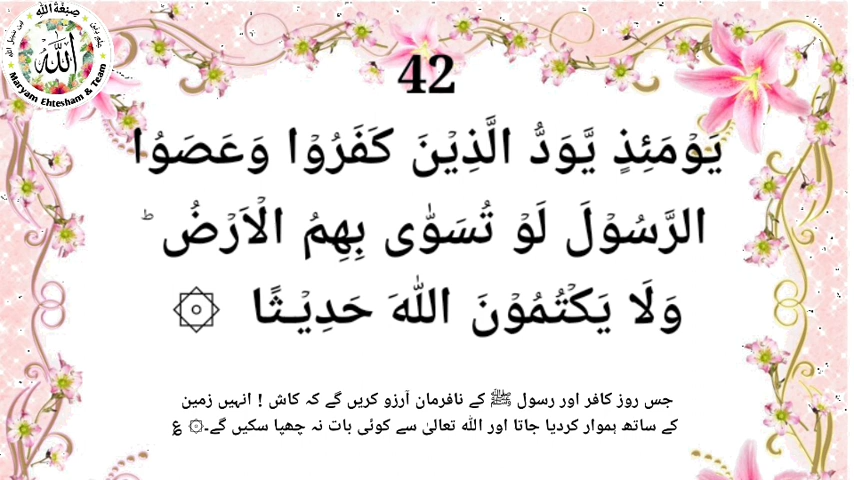 صِبْغَةَ اللّٰهِ
اللّٰه
Maryam Ehtesham & Team
42
يَوْمَئِذٍ يَّوَدُّ الَّذِيْنَ كَفَرُوْا وَعَصَوُا
الرَّسُوْلَ لَوْ تُسَوّٰى بِهِمُ الْاَرْضُ ؕ
وَلَا يَكْتُمُوْنَ اللّٰهَ حَدِيْـثًا ۞
جس روز کافر اور رسول ﷺ کے نافرمان آرزو کریں گے کہ کاش ! انہیں زمین
کے ساتھ ہموار کردیا جاتا اور اللہ تعالیٰ سے کوئی بات نہ چھپا سکیں گے۔۞